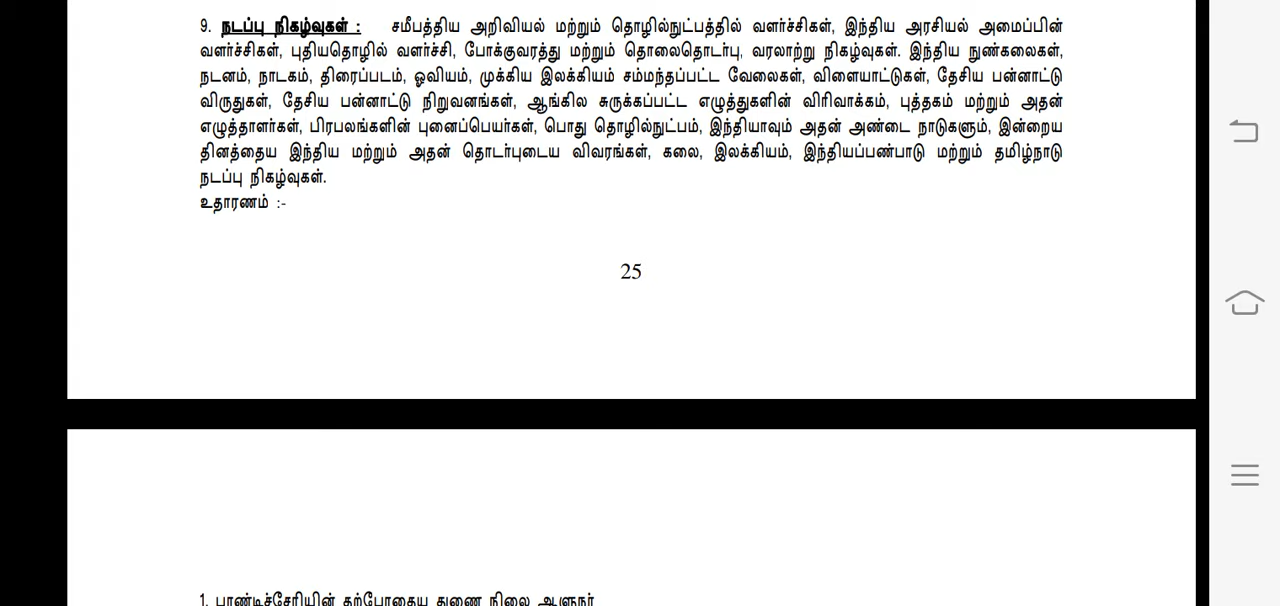 9. நடப்பு நிகழ்வுகள் : சமீபத்திய அறிவியல் மற்றும் தொழில்நுட்பத்தில் வளர்ச்சிகள், இந்திய அரசியல் அமைப்பின்
வளர்ச்சிகள், புதியதொழில் வளர்ச்சி, போக்குவரத்து மற்றும் தொலைதொடர்பு, வரலாற்று நிகழ்வுகள். இந்திய நுண்கலைகள்,
நடனம், நாடகம், திரைப்படம், ஓவியம், முக்கிய இலக்கியம் சம்மந்தப்பட்ட வேலைகள், விளையாட்டுகள், தேசிய பன்னாட்டு
விருதுகள், தேசிய பன்னாட்டு நிறுவனங்கள், ஆங்கில சுருக்கப்பட்ட எழுத்துகளின் விரிவாக்கம், புத்தகம் மற்றும் அதன்
எழுத்தாளர்கள், பிரபலங்களின் புனைப்பெயர்கள், பொது தொழில்நுட்பம், இந்தியாவும் அதன் அண்டை நாடுகளும், இன்றைய
தினத்தைய இந்திய மற்றும் அதன் தொடர்புடைய விவரங்கள், கலை, இலக்கியம், இந்தியப்பண்பாடு மற்றும் தமிழ்நாடு
நடப்பு நிகழ்வுகள்.
உதாரணம் :-
25
1. பாண்டிச்சேரியின் தற்போதைய துணை நிலை ஆளுநர்